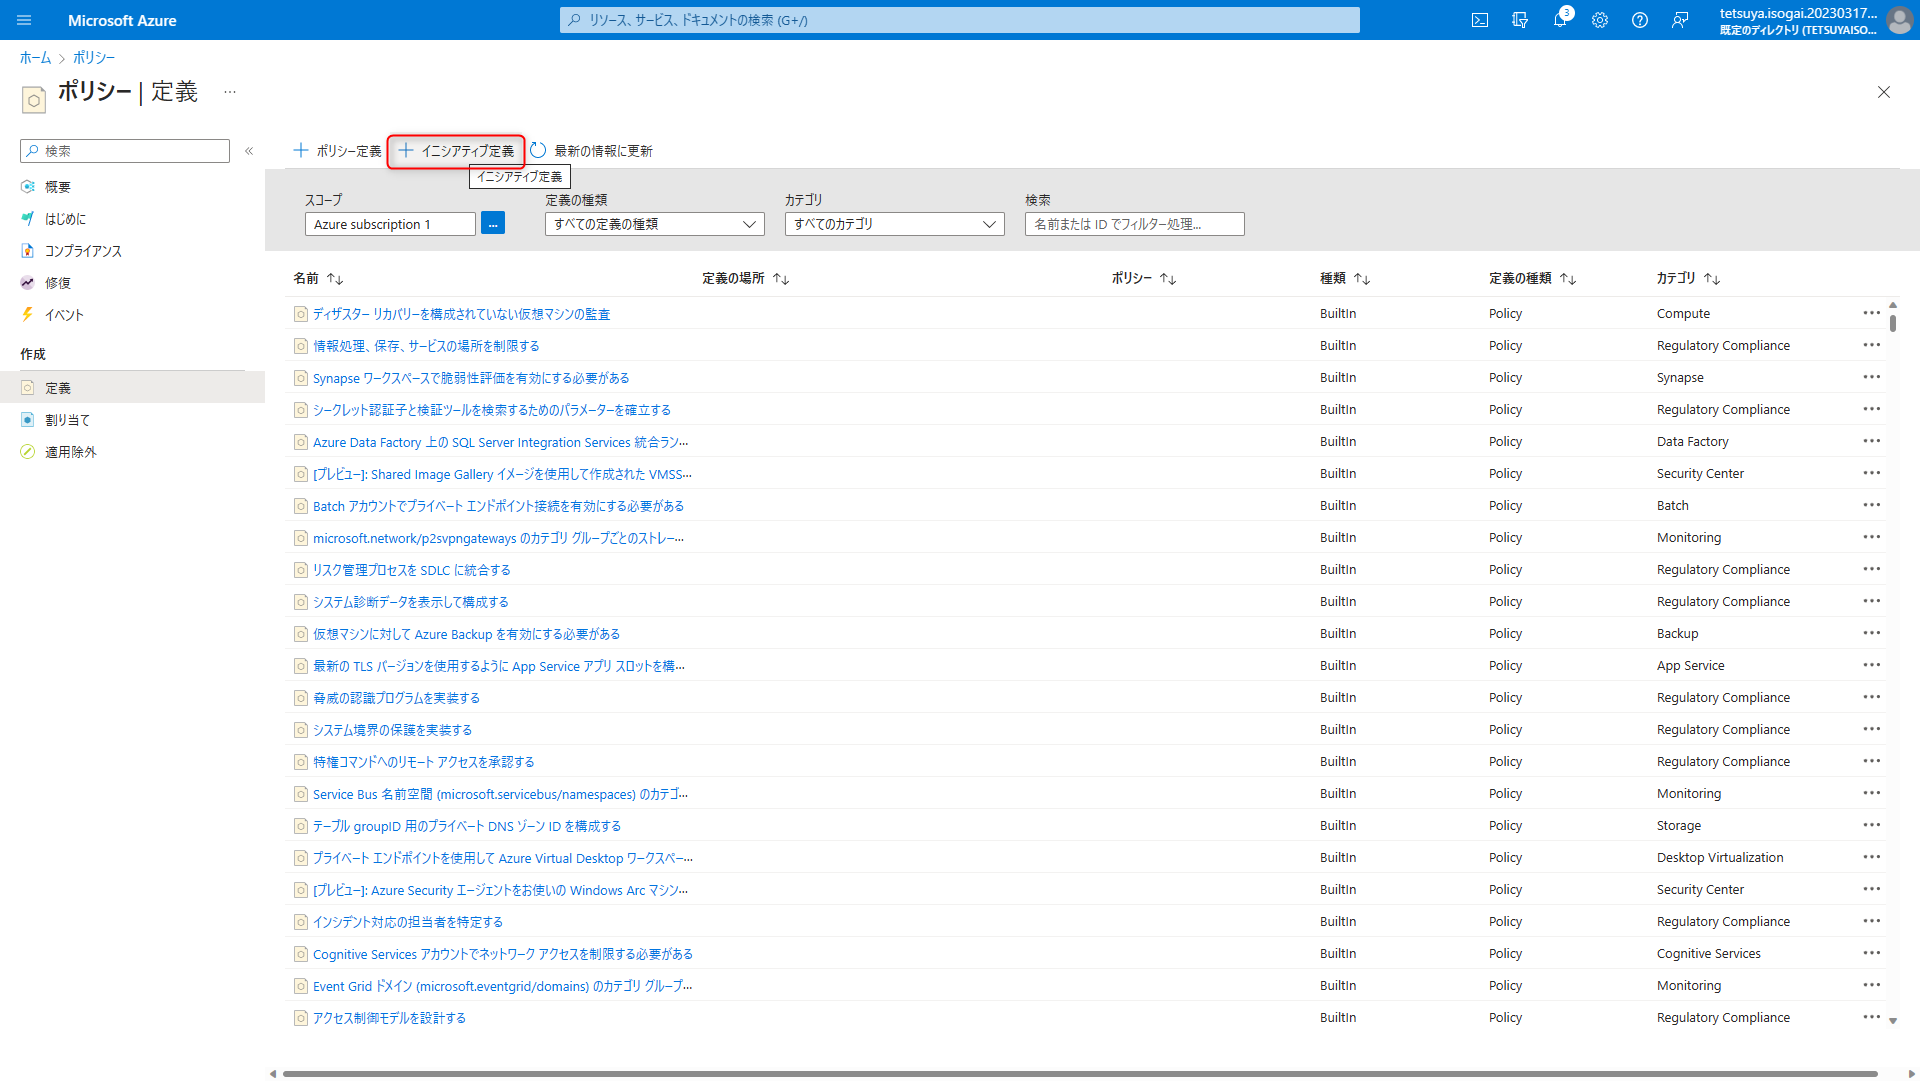 Microsoft Azure
リソース、サービス、ドキュメントの検索 (G+/)
3
tetsuya.isogai.20230317...
既定のディレクトリ (TETSUYAISO...
ホーム > ポリシー
ポリシー | 定義 ...
検索 «
+ ポリシー定義 + イニシアティブ定義 最新の情報に更新
イニシアティブ定義
概要
はじめに
コンプライアンス
修復
イベント
作成
定義
割り当て
適用除外
スコープ 定義の種類 カテゴリ 検索
Azure subscription 1 ... すべての定義の種類 すべてのカテゴリ 名前または ID でフィルター処理...
名前 ↑↓ 定義の場所 ↑↓ ポリシー ↑↓ 種類 ↑↓ 定義の種類 ↑↓ カテゴリ ↑↓
ディザスター リカバリーを構成されていない仮想マシンの監査 BuiltIn Policy Compute ...
情報処理、保存、サービスの場所を制限する BuiltIn Policy Regulatory Compliance ...
Synapse ワークスペースで脆弱性評価を有効にする必要がある BuiltIn Policy Synapse ...
シークレット認証子と検証ツールを検索するためのパラメーターを確立する BuiltIn Policy Regulatory Compliance ...
Azure Data Factory 上の SQL Server Integration Services 統合ラン... BuiltIn Policy Data Factory ...
[プレビュー]: Shared Image Gallery イメージを使用して作成された VMSS... BuiltIn Policy Security Center ...
Batch アカウントでプライベート エンドポイント接続を有効にする必要がある BuiltIn Policy Batch ...
microsoft.network/p2svpngateways のカテゴリ グループごとのストレー... BuiltIn Policy Monitoring ...
リスク管理プロセスを SDLC に統合する BuiltIn Policy Regulatory Compliance ...
システム診断データを表示して構成する BuiltIn Policy Regulatory Compliance ...
仮想マシンに対して Azure Backup を有効にする必要がある BuiltIn Policy Backup ...
最新の TLS バージョンを使用するように App Service アプリ スロットを構... BuiltIn Policy App Service ...
脅威の認識プログラムを実装する BuiltIn Policy Regulatory Compliance ...
システム境界の保護を実装する BuiltIn Policy Regulatory Compliance ...
特権コマンドへのリモート アクセスを承認する BuiltIn Policy Regulatory Compliance ...
Service Bus 名前空間 (microsoft.servicebus/namespaces) のカテゴ... BuiltIn Policy Monitoring ...
テーブル groupID 用のプライベート DNS ゾーン ID を構成する BuiltIn Policy Storage ...
プライベート エンドポイントを使用して Azure Virtual Desktop ワークスペー... BuiltIn Policy Desktop Virtualization ...
[プレビュー]: Azure Security エージェントをお使いの Windows Arc マシン... BuiltIn Policy Security Center ...
インシデント対応の担当者を特定する BuiltIn Policy Regulatory Compliance ...
Cognitive Services アカウントでネットワーク アクセスを制限する必要がある BuiltIn Policy Cognitive Services ...
Event Grid ドメイン (microsoft.eventgrid/domains) のカテゴリ グループ... BuiltIn Policy Monitoring ...
アクセス制御モデルを設計する BuiltIn Policy Regulatory Compliance ...